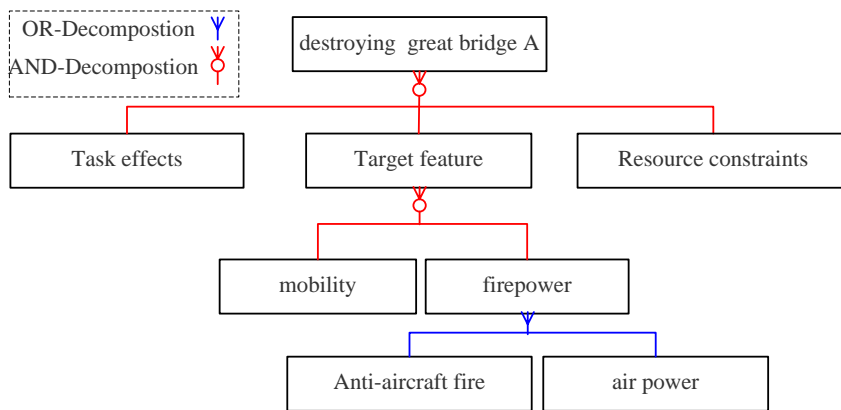 OR-Decompostion
AND-Decompostion
destroying great bridge A
Task effects
Target feature
Resource constraints
mobility
firepower
Anti-aircraft fire
air power